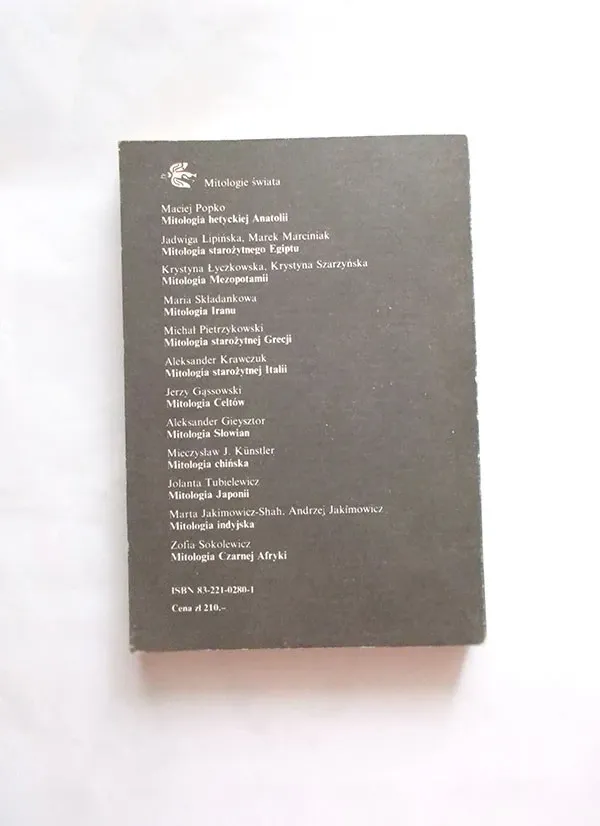 Mitologie świata
Maciej Popko
Mitologia hetyckiej Anatolii
Jadwiga Lipińska, Marek Marciniak
Mitologia starożytnego Egiptu
Krystyna Łyczkowska, Krystyna Szarzyńska
Mitologia Mezopotamii
Maria Składankowa
Mitologia Iranu
Michał Pietrzykowski
Mitologia starożytnej Grecji
Aleksander Krawczuk
Mitologia starożytnej Italii
Jerzy Gąssowski
Mitologia Celtów
Aleksander Gieysztor
Mitologia Słowian
Mieczysław J. Künstler
Mitologia chińska
Jolanta Tubielewicz
Mitologia Japonii
Marta Jakimowicz-Shah, Andrzej Jakimowicz
Mitologia indyjska
Zofia Sokolewicz
Mitologia Czarnej Afryki
ISBN 83-221-0280-1
Cena zł 210,-